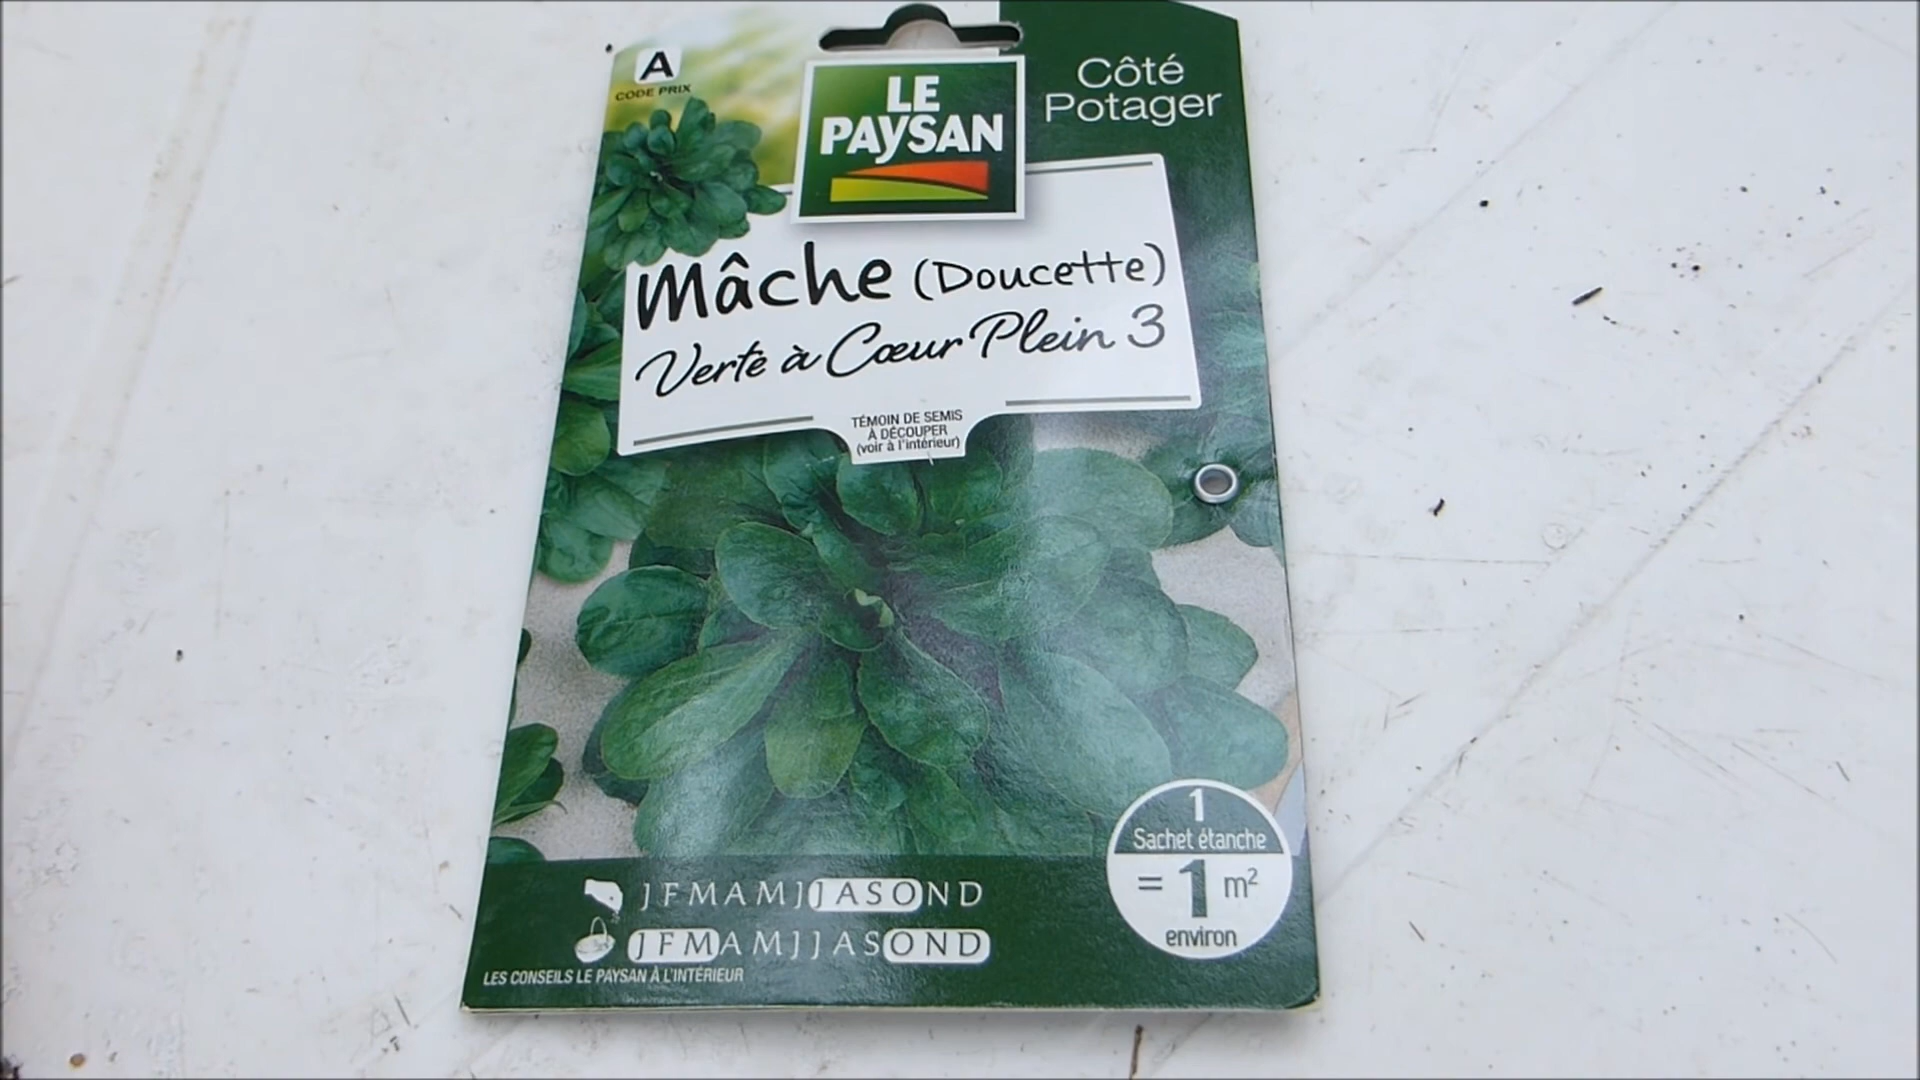 A
CODE PRIX
LE
PAYSAN
Côté
Potager
Mâche (Doucette)
Verte à Cœur Plein 3
TÉMOIN DE SEMIS
À DÉCOUPER
(voir à l'intérieur)
1
Sachet étanche
= 1 m²
environ
J F M A M J J A S O N D
J F M A M J J A S O N D
LES CONSEILS LE PAYSAN À L'INTÉRIEUR